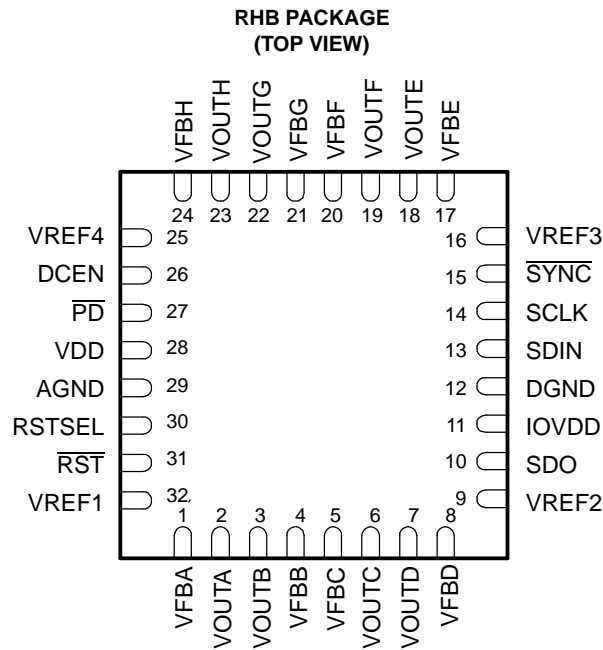 RHB PACKAGE
(TOP VIEW)
VFBH
VOUTH
VOUTG
VFBG
VFBF
VOUTF
VOUTE
VFBE
24 23 22 21 20 19 18 17
VREF4 25 16 VREF3
DCEN 26 15 SYNC
PD 27 14 SCLK
VDD 28 13 SDIN
AGND 29 12 DGND
RSTSEL 30 11 IOVDD
RST 31 10 SDO
VREF1 32 9 VREF2
1 2 3 4 5 6 7 8
VFBA
VOUTA
VOUTB
VFBB
VFBC
VOUTC
VOUTD
VFBD